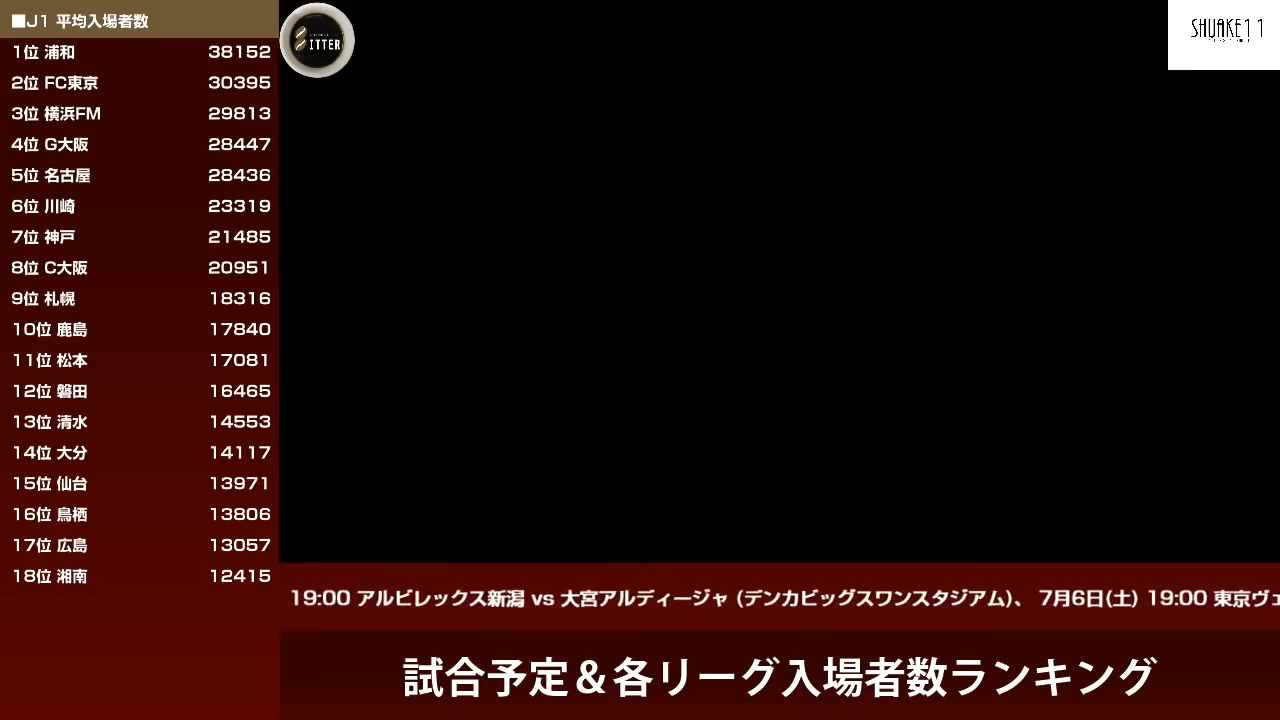 ■J1 平均入場者数
1位 浦和 38152
2位 FC東京 30395
3位 横浜FM 29813
4位 G大阪 28447
5位 名古屋 28436
6位 川崎 23319
7位 神戸 21485
8位 C大阪 20951
9位 札幌 18316
10位 鹿島 17840
11位 松本 17081
12位 磐田 16465
13位 清水 14553
14位 大分 14117
15位 仙台 13971
16位 鳥栖 13806
17位 広島 13057
18位 湘南 12415
ITTER
SHUAKE11
19:00 アルビレックス新潟 vs 大宮アルディージャ (デンカビッグスワンスタジアム)、 7月6日(土) 19:00 東京ヴェ
試合予定&各リーグ入場者数ランキング